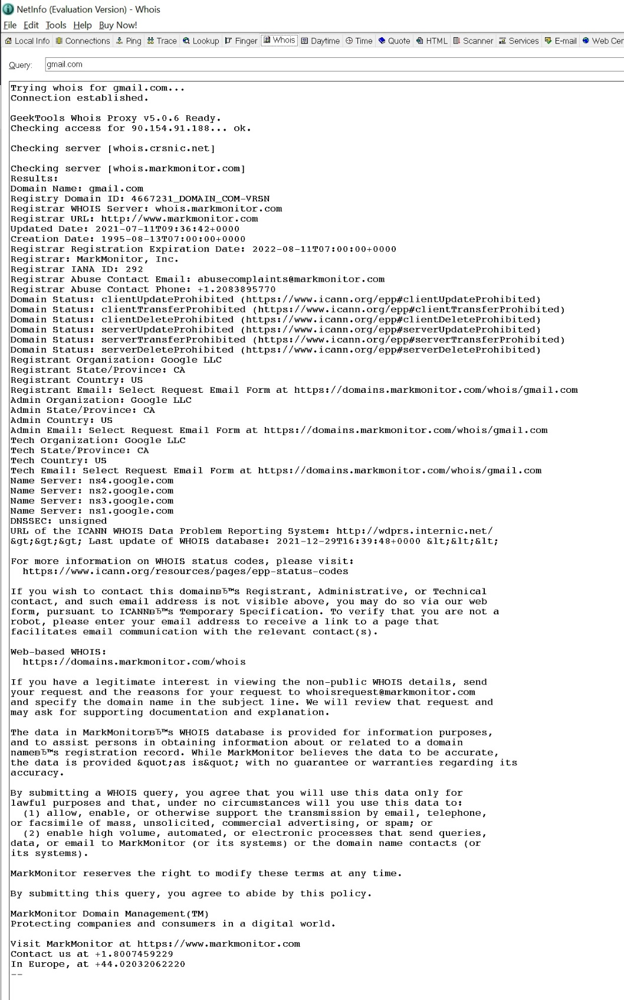 NetInfo (Evaluation Version) - Whois
File Edit Tools Help Buy Now!
Local Info Connections Ping Trace Lookup Finger Whois Daytime Time Quote HTML Scanner Services E-mail Web Cer
Query: gmail.com
Trying whois for gmail.com...
Connection established.
GeekTools Whois Proxy v5.0.6 Ready.
Checking access for 90.154.91.188... ok.
Checking server [whois.crsnic.net]
Checking server [whois.markmonitor.com]
Results:
Domain Name: gmail.com
Registry Domain ID: 4667231_DOMAIN_COM-VRSN
Registrar WHOIS Server: whois.markmonitor.com
Registrar URL: http://www.markmonitor.com
Updated Date: 2021-07-11T09:36:42+0000
Creation Date: 1995-08-13T07:00:00+0000
Registrar Registration Expiration Date: 2022-08-11T07:00:00+0000
Registrar: MarkMonitor, Inc.
Registrar IANA ID: 292
Registrar Abuse Contact Email: abusecomplaints@markmonitor.com
Registrar Abuse Contact Phone: +1.2083895770
Domain Status: clientUpdateProhibited (https://www.icann.org/epp#clientUpdateProhibited)
Domain Status: clientTransferProhibited (https://www.icann.org/epp#clientTransferProhibited)
Domain Status: clientDeleteProhibited (https://www.icann.org/epp#clientDeleteProhibited)
Domain Status: serverUpdateProhibited (https://www.icann.org/epp#serverUpdateProhibited)
Domain Status: serverTransferProhibited (https://www.icann.org/epp#serverTransferProhibited)
Domain Status: serverDeleteProhibited (https://www.icann.org/epp#serverDeleteProhibited)
Registrant Organization: Google LLC
Registrant State/Province: CA
Registrant Country: US
Registrant Email: Select Request Email Form at https://domains.markmonitor.com/whois/gmail.com
Admin Organization: Google LLC
Admin State/Province: CA
Admin Country: US
Admin Email: Select Request Email Form at https://domains.markmonitor.com/whois/gmail.com
Tech Organization: Google LLC
Tech State/Province: CA
Tech Country: US
Tech Email: Select Request Email Form at https://domains.markmonitor.com/whois/gmail.com
Name Server: ns4.google.com
Name Server: ns2.google.com
Name Server: ns3.google.com
Name Server: ns1.google.com
DNSSEC: unsigned
URL of the ICANN WHOIS Data Problem Reporting System: http://wdprs.internic.net/
&gt;&gt;&gt; Last update of WHOIS database: 2021-12-29T16:39:48+0000 &lt;&lt;&lt;
For more information on WHOIS status codes, please visit:
https://www.icann.org/resources/pages/epp-status-codes
If you wish to contact this domainвЂ™s Registrant, Administrative, or Technical
contact, and such email address is not visible above, you may do so via our web
form, pursuant to ICANNвЂ™s Temporary Specification. To verify that you are not a
robot, please enter your email address to receive a link to a page that
facilitates email communication with the relevant contact(s).
Web-based WHOIS:
https://domains.markmonitor.com/whois
If you have a legitimate interest in viewing the non-public WHOIS details, send
your request and the reasons for your request to whoisrequest@markmonitor.com
and specify the domain name in the subject line. We will review that request and
may ask for supporting documentation and explanation.
The data in MarkMonitorвЂ™s WHOIS database is provided for information purposes,
and to assist persons in obtaining information about or related to a domain
nameвЂ™s registration record. While MarkMonitor believes the data to be accurate,
the data is provided &quot;as is&quot; with no guarantee or warranties regarding its
accuracy.
By submitting a WHOIS query, you agree that you will use this data only for
lawful purposes and that, under no circumstances will you use this data to:
(1) allow, enable, or otherwise support the transmission by email, telephone,
or facsimile of mass, unsolicited, commercial advertising, or spam; or
(2) enable high volume, automated, or electronic processes that send queries,
data, or email to MarkMonitor (or its systems) or the domain name contacts (or
its systems).
MarkMonitor reserves the right to modify these terms at any time.
By submitting this query, you agree to abide by this policy.
MarkMonitor Domain Management(TM)
Protecting companies and consumers in a digital world.
Visit MarkMonitor at https://www.markmonitor.com
Contact us at +1.8007459229
In Europe, at +44.02032062220
--